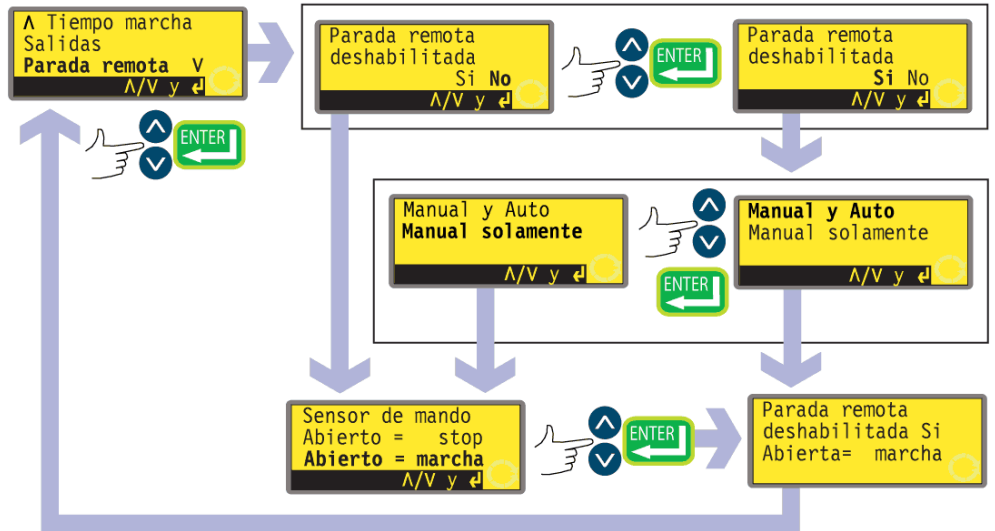 Λ Tiempo marcha
Salidas
Parada remota V
Λ/V y ↲
ENTER
Parada remota
deshabilitada
Si No
Λ/V y ↲
ENTER
Parada remota
deshabilitada
Si No
Λ/V y ↲
Manual y Auto
Manual solamente
Λ/V y ↲
ENTER
Manual y Auto
Manual solamente
Λ/V y ↲
Sensor de mando
Abierto = stop
Abierto = marcha
Λ/V y ↲
ENTER
Parada remota
deshabilitada Si
Abierta= marcha